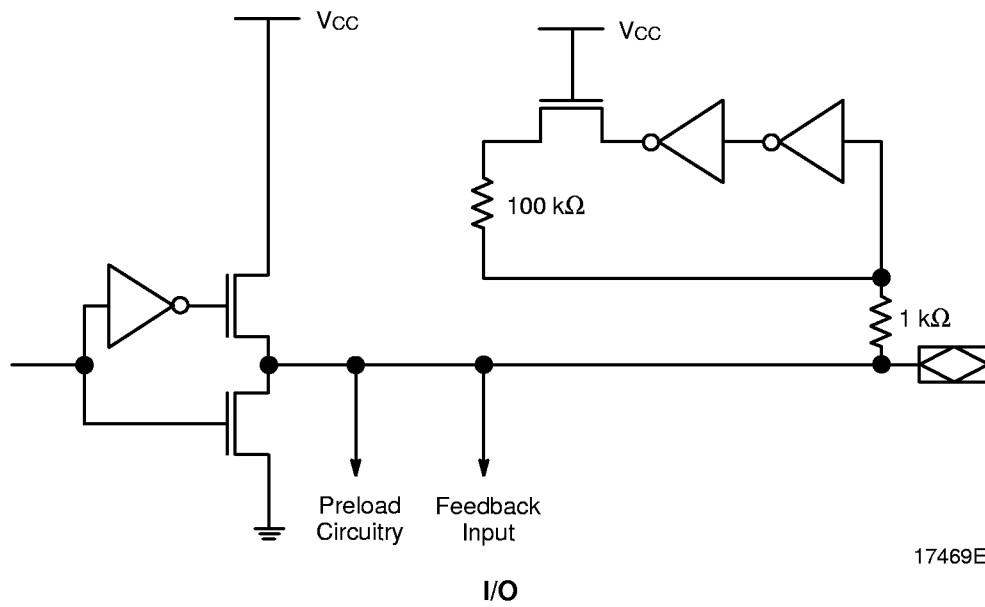 VCC
VCC
100 kΩ
1 kΩ
Preload
Circuitry
Feedback
Input
17469E
I/O